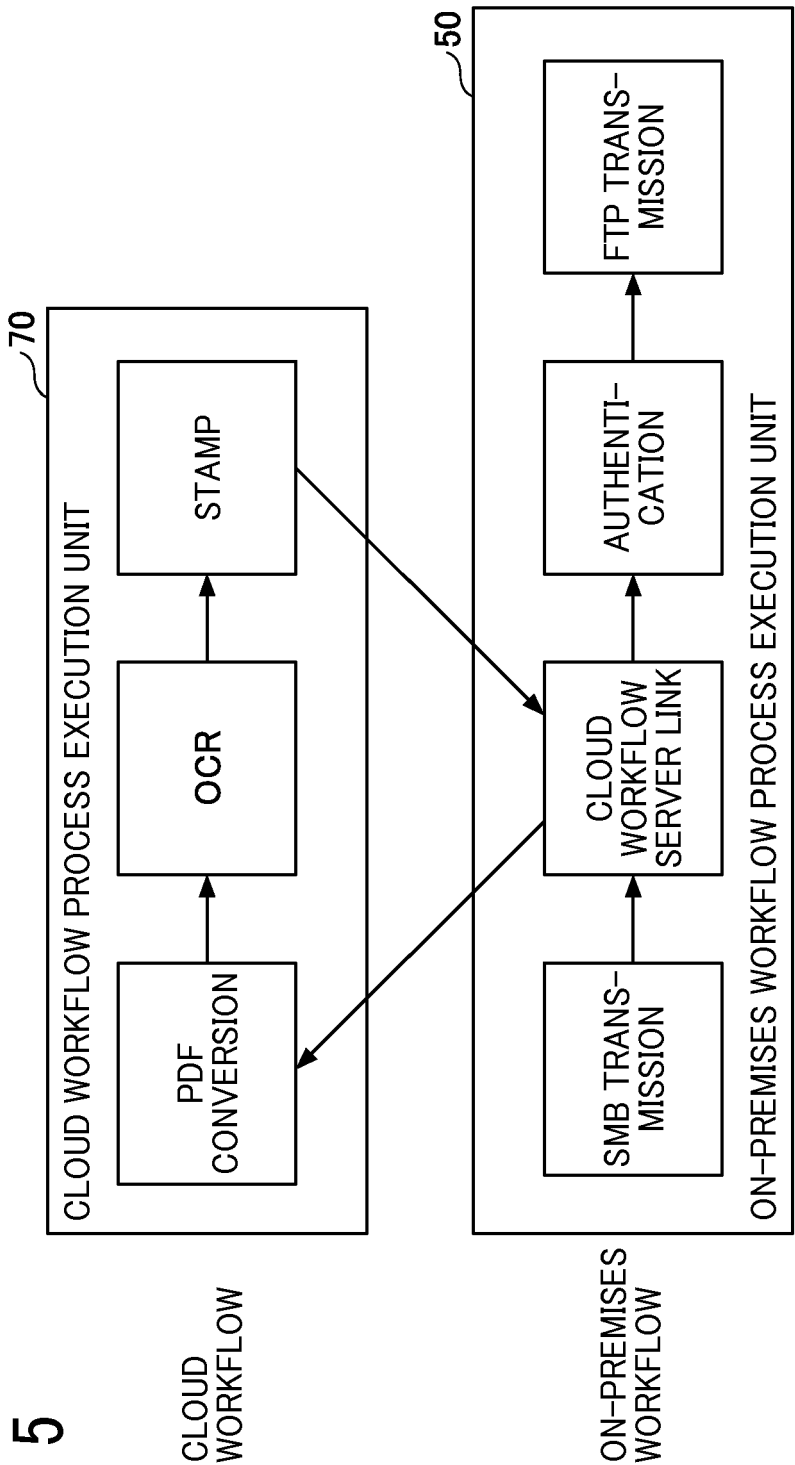 5
CLOUD
WORKFLOW
70
CLOUD WORKFLOW PROCESS EXECUTION UNIT
PDF
CONVERSION
OCR
STAMP
ON-PREMISES
WORKFLOW
50
SMB TRANS-
MISSION
CLOUD
WORKFLOW
SERVER LINK
AUTHENTI-
CATION
FTP TRANS-
MISSION
ON-PREMISES WORKFLOW PROCESS EXECUTION UNIT